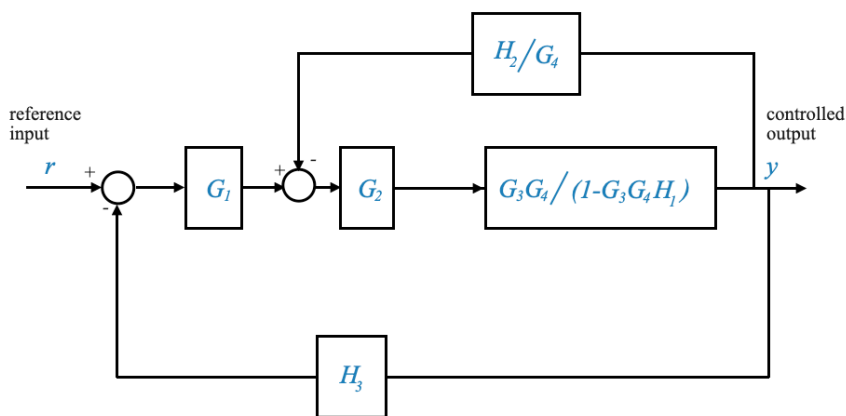 H₂/G₄
reference
input
r
controlled
output
y
+
-
G₁
+
-
G₂
G₃G₄/(1-G₃G₄H₁)
H₃